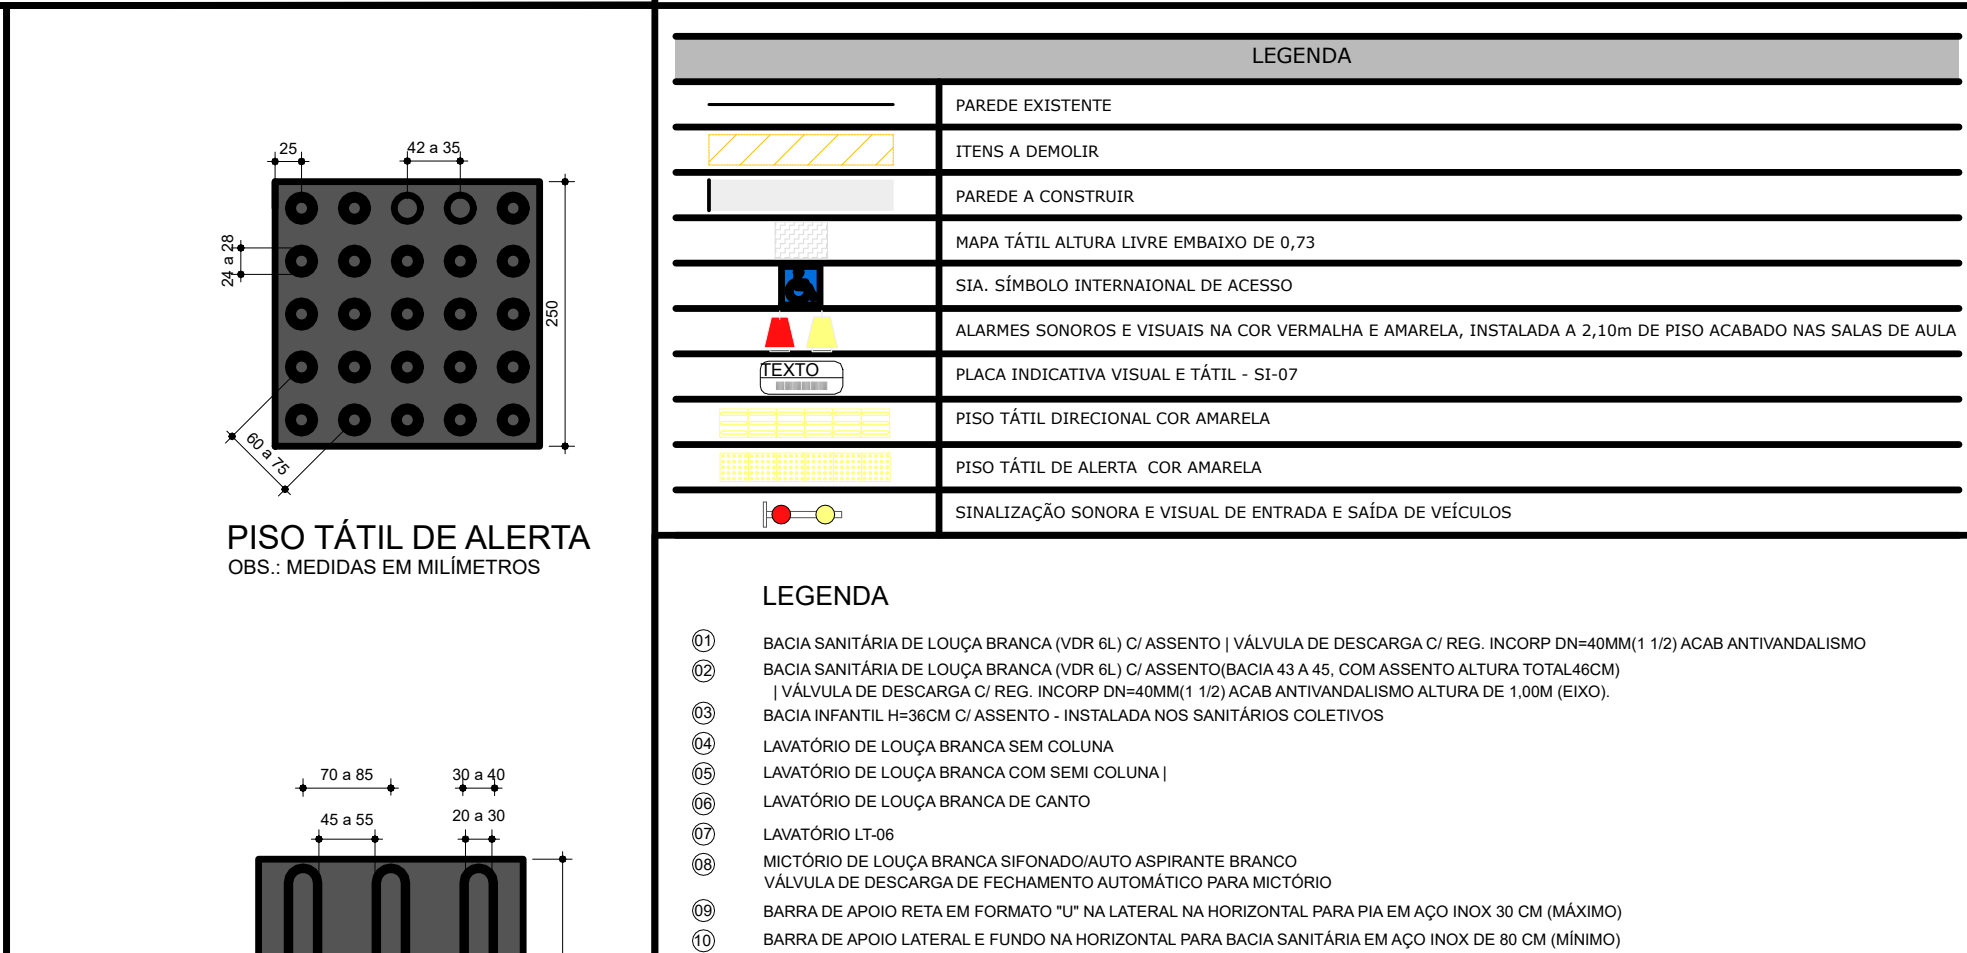 25
42 a 35
24 a 28
250
60 a 75
PISO TÁTIL DE ALERTA
OBS.: MEDIDAS EM MILÍMETROS
70 a 85
30 a 40
45 a 55
20 a 30
LEGENDA
PAREDE EXISTENTE
ITENS A DEMOLIR
PAREDE A CONSTRUIR
MAPA TÁTIL ALTURA LIVRE EMBAIXO DE 0,73
SIA. SÍMBOLO INTERNAIONAL DE ACESSO
ALARMES SONOROS E VISUAIS NA COR VERMALHA E AMARELA, INSTALADA A 2,10m DE PISO ACABADO NAS SALAS DE AULA
TEXTO
PLACA INDICATIVA VISUAL E TÁTIL - SI-07
PISO TÁTIL DIRECIONAL COR AMARELA
PISO TÁTIL DE ALERTA  COR AMARELA
SINALIZAÇÃO SONORA E VISUAL DE ENTRADA E SAÍDA DE VEÍCULOS
LEGENDA
01 BACIA SANITÁRIA DE LOUÇA BRANCA (VDR 6L) C/ ASSENTO | VÁLVULA DE DESCARGA C/ REG. INCORP DN=40MM(1 1/2) ACAB ANTIVANDALISMO
02 BACIA SANITÁRIA DE LOUÇA BRANCA (VDR 6L) C/ ASSENTO(BACIA 43 A 45, COM ASSENTO ALTURA TOTAL46CM)
| VÁLVULA DE DESCARGA C/ REG. INCORP DN=40MM(1 1/2) ACAB ANTIVANDALISMO ALTURA DE 1,00M (EIXO).
03 BACIA INFANTIL H=36CM C/ ASSENTO - INSTALADA NOS SANITÁRIOS COLETIVOS
04 LAVATÓRIO DE LOUÇA BRANCA SEM COLUNA
05 LAVATÓRIO DE LOUÇA BRANCA COM SEMI COLUNA |
06 LAVATÓRIO DE LOUÇA BRANCA DE CANTO
07 LAVATÓRIO LT-06
08 MICTÓRIO DE LOUÇA BRANCA SIFONADO/AUTO ASPIRANTE BRANCO
VÁLVULA DE DESCARGA DE FECHAMENTO AUTOMÁTICO PARA MICTÓRIO
09 BARRA DE APOIO RETA EM FORMATO "U" NA LATERAL NA HORIZONTAL PARA PIA EM AÇO INOX 30 CM (MÁXIMO)
10 BARRA DE APOIO LATERAL E FUNDO NA HORIZONTAL PARA BACIA SANITÁRIA EM AÇO INOX DE 80 CM (MÍNIMO)